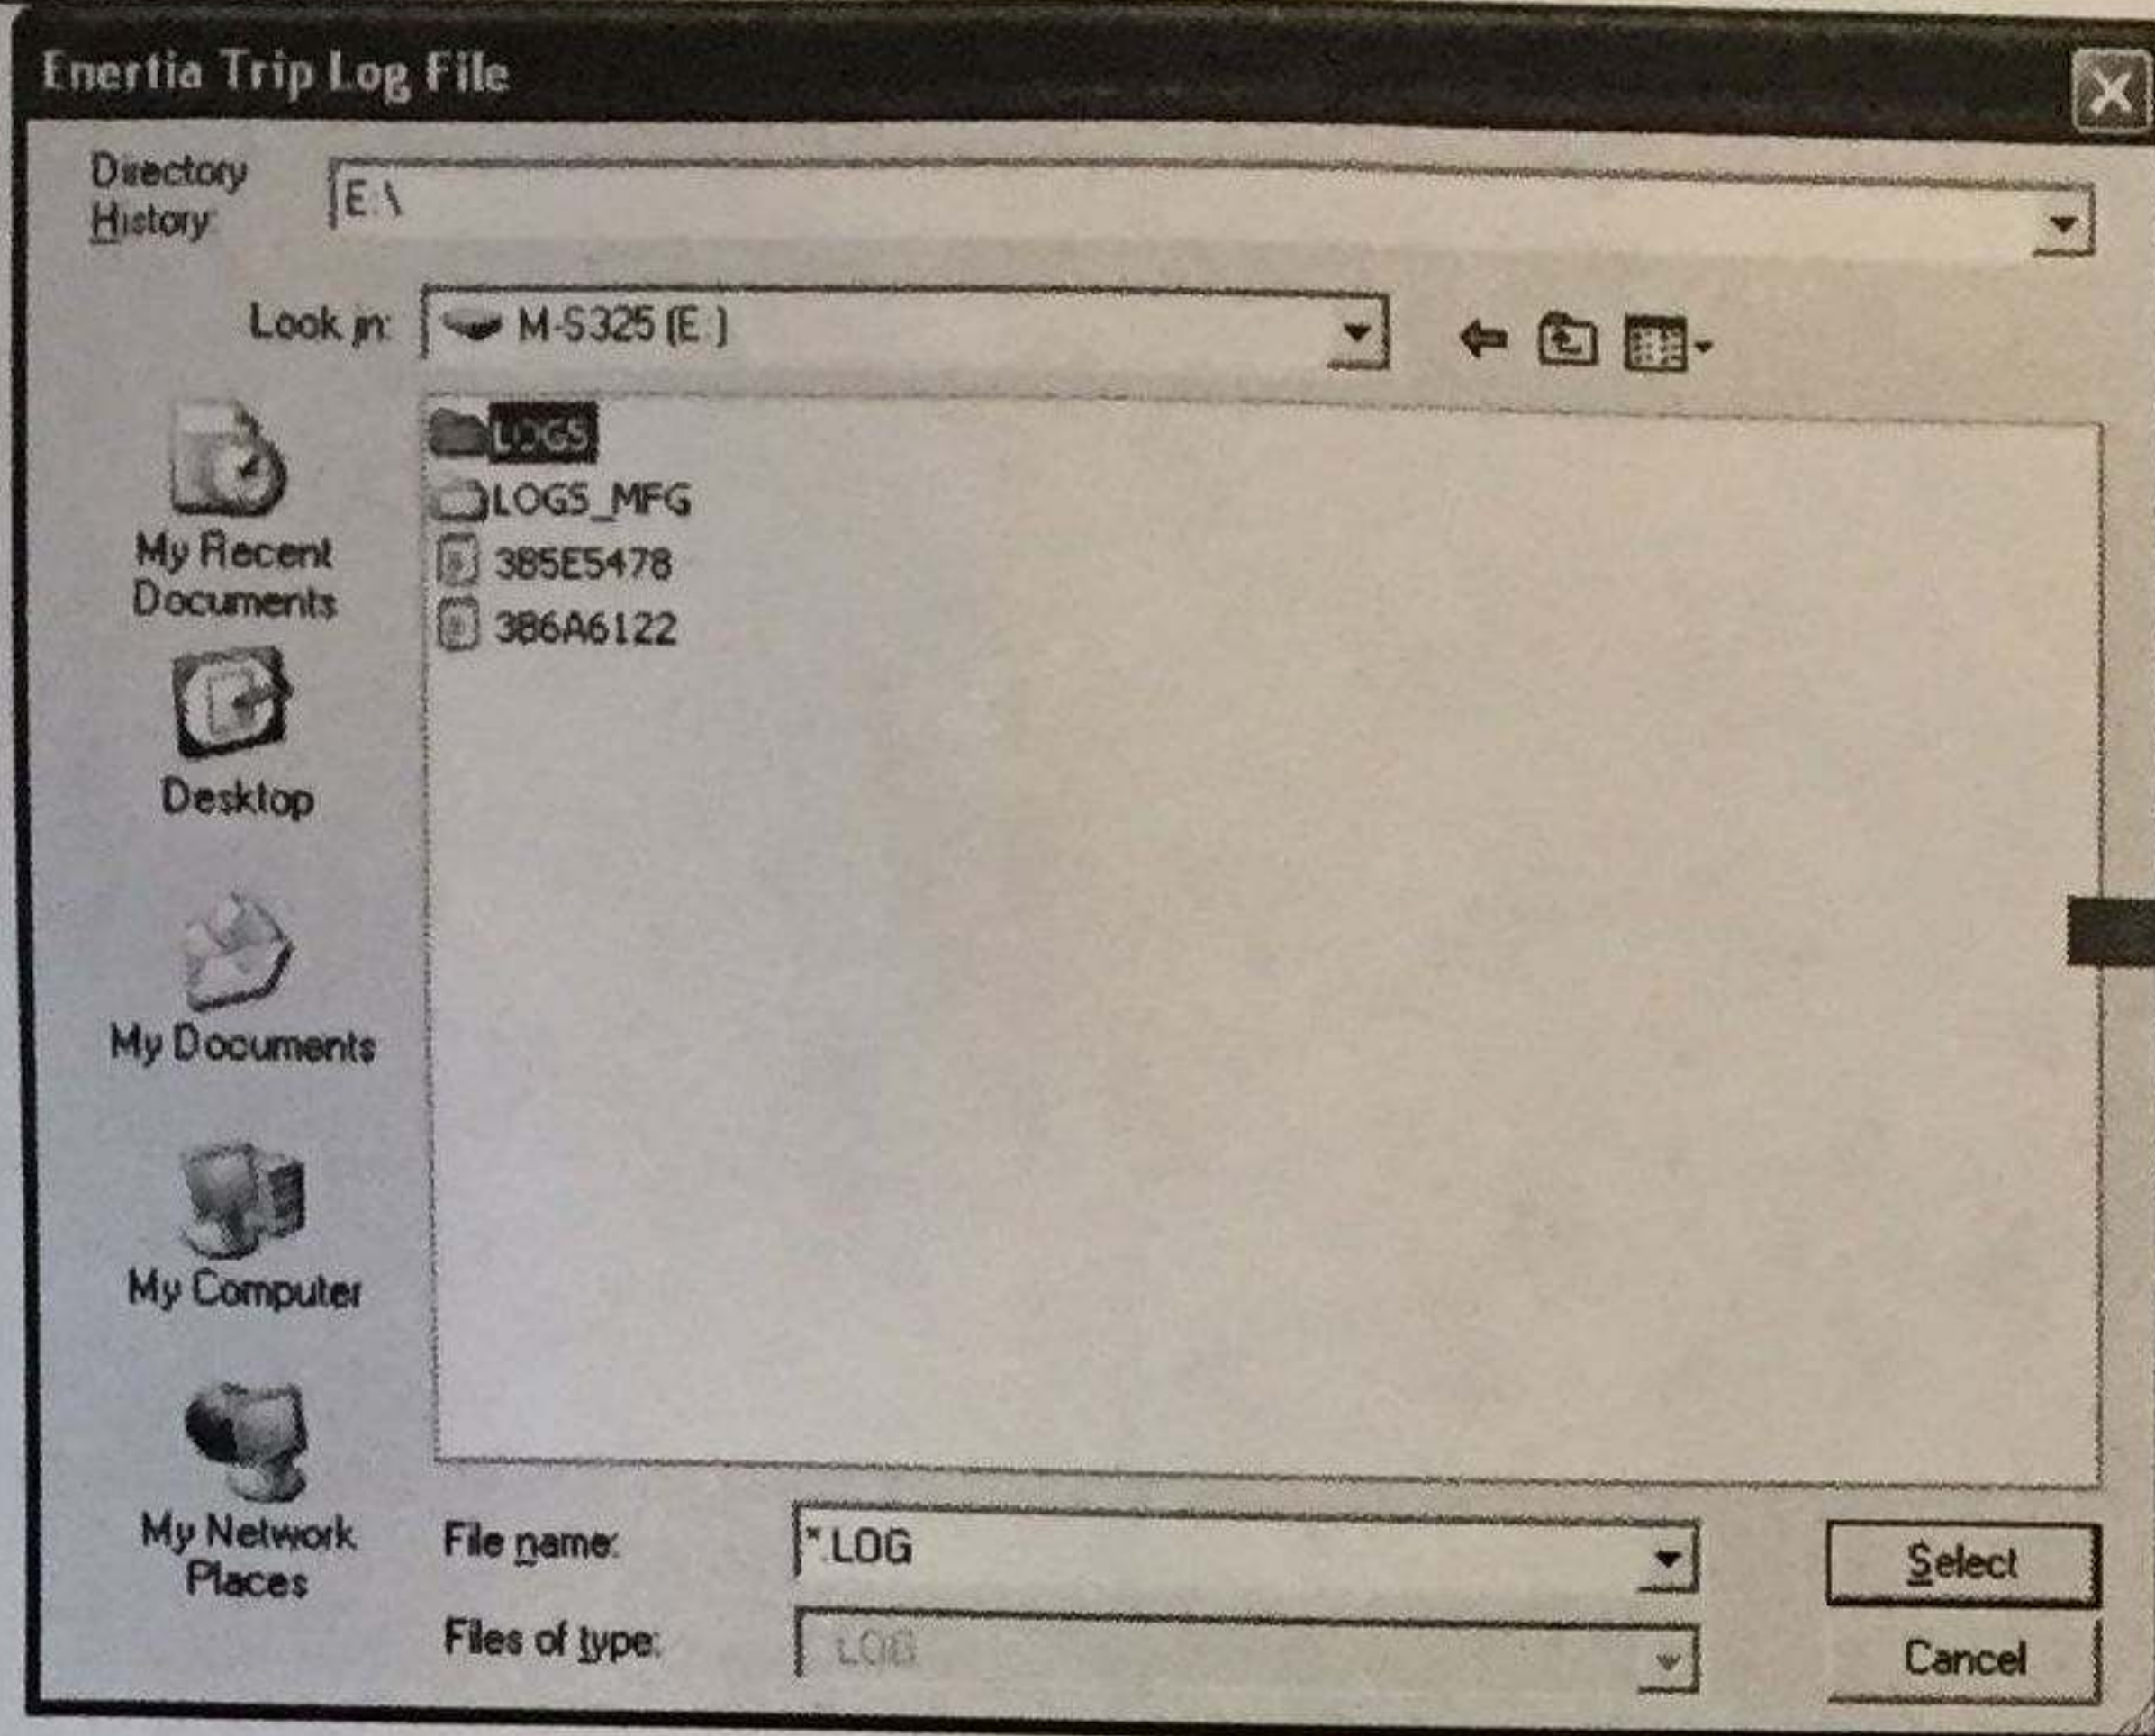 Enertia Trip Log File
Directory
History:
E:\
Look in:
M-S325 (E:)
LOGS
LOGS_MFG
3B5E5478
3B6A6122
My Recent
Documents
Desktop
My Documents
My Computer
My Network
Places
File name:
*.LOG
Select
Files of type:
.LOG
Cancel